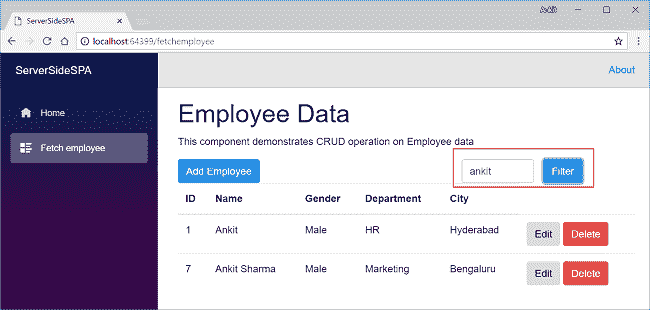 ServerSideSPA
Ankit
localhost:64399/fetchemployee
ServerSideSPA
About
Home
Fetch employee
Employee Data
This component demonstrates CRUD operation on Employee data
Add Employee
ankit
Filter
ID Name Gender Department City
1 Ankit Male HR Hyderabad Edit Delete
7 Ankit Sharma Male Marketing Bengaluru Edit Delete